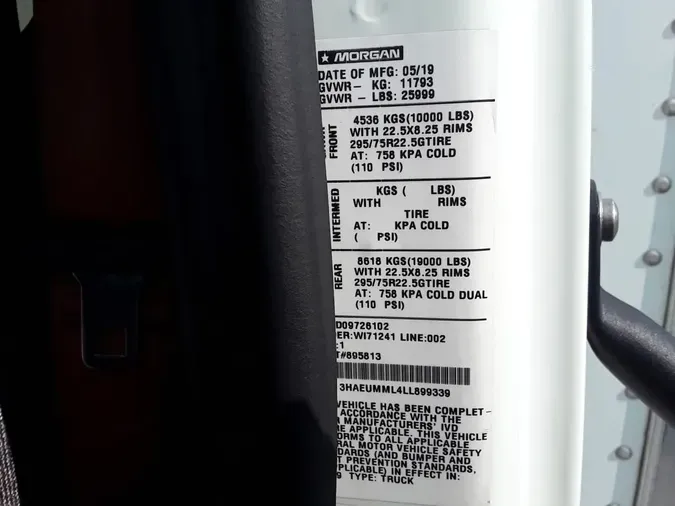 MORGAN
DATE OF MFG: 05/19
GVWR- KG: 11793
GVWR- LBS: 25999
FRONT
4536 KGS(10000 LBS)
WITH 22.5X8.25 RIMS
295/75R22.5GTIRE
AT: 758 KPA COLD
(110 PSI)
INTERMED
KGS ( LBS)
WITH RIMS
TIRE
AT: KPA COLD
( PSI)
REAR
8618 KGS(19000 LBS)
WITH 22.5X8.25 RIMS
295/75R22.5GTIRE
AT: 758 KPA COLD DUAL
(110 PSI)
D09726102
ER:WI71241 LINE:002
:1
T#895813
3HAEUMML4LL899339
VEHICLE HAS BEEN COMPLET-
ACCORDANCE WITH THE
MANUFACTURERS' IVD
RE APPLICABLE. THIS VEHICLE
ORMS TO ALL APPLICABLE
RAL MOTOR VEHICLE SAFETY
DARDS (AND BUMPER AND
T PREVENTION STANDARDS,
PLICABLE) IN EFFECT IN:
9 TYPE: TRUCK